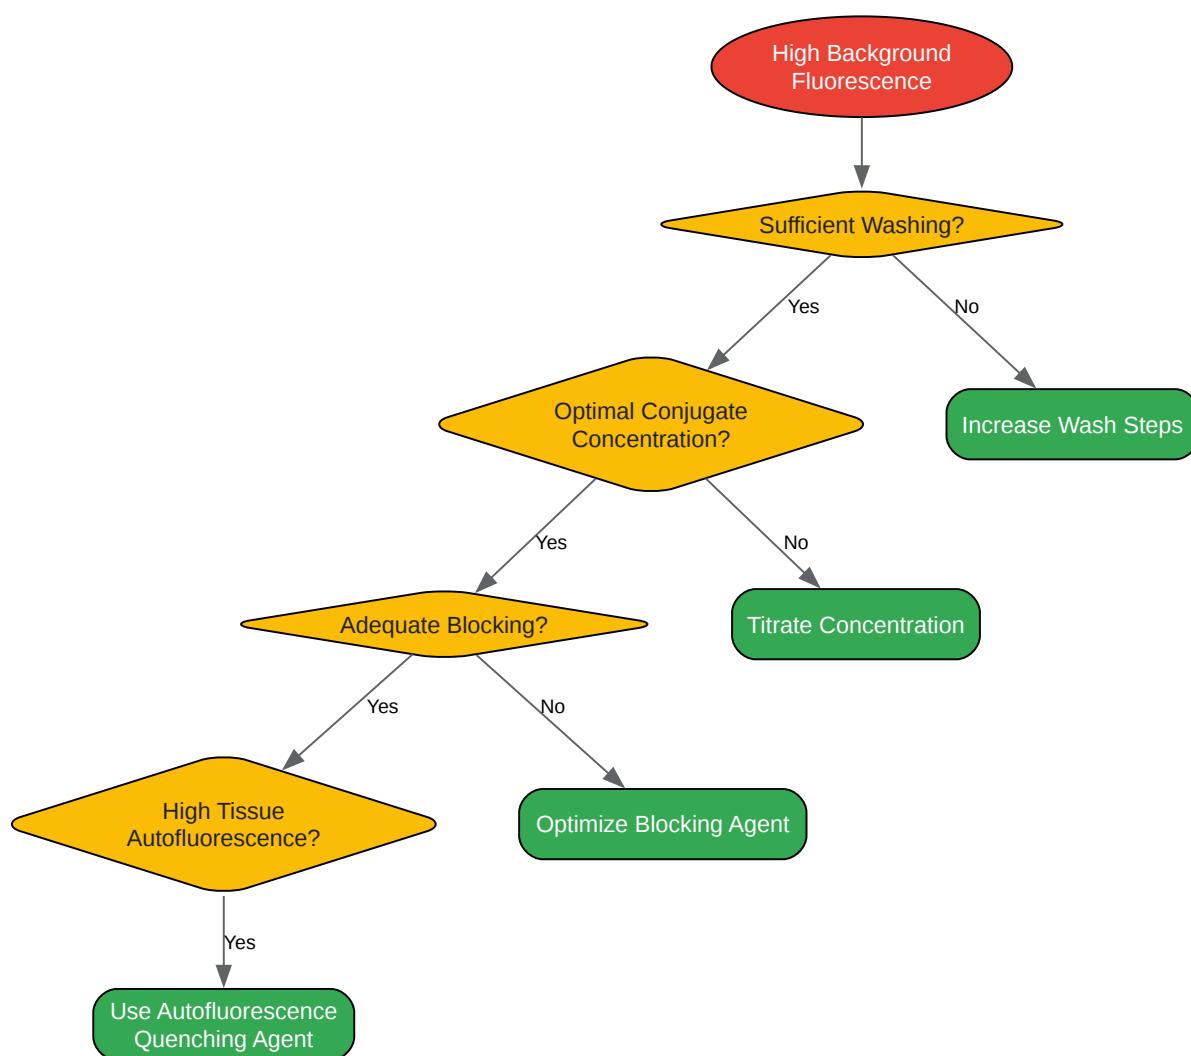 High Background
Fluorescence
Sufficient Washing?
Yes
No
Optimal Conjugate
Concentration?
Increase Wash Steps
Yes
No
Adequate Blocking?
Titrate Concentration
Yes
No
High Tissue
Autofluorescence?
Optimize Blocking Agent
Yes
Use Autofluorescence
Quenching Agent